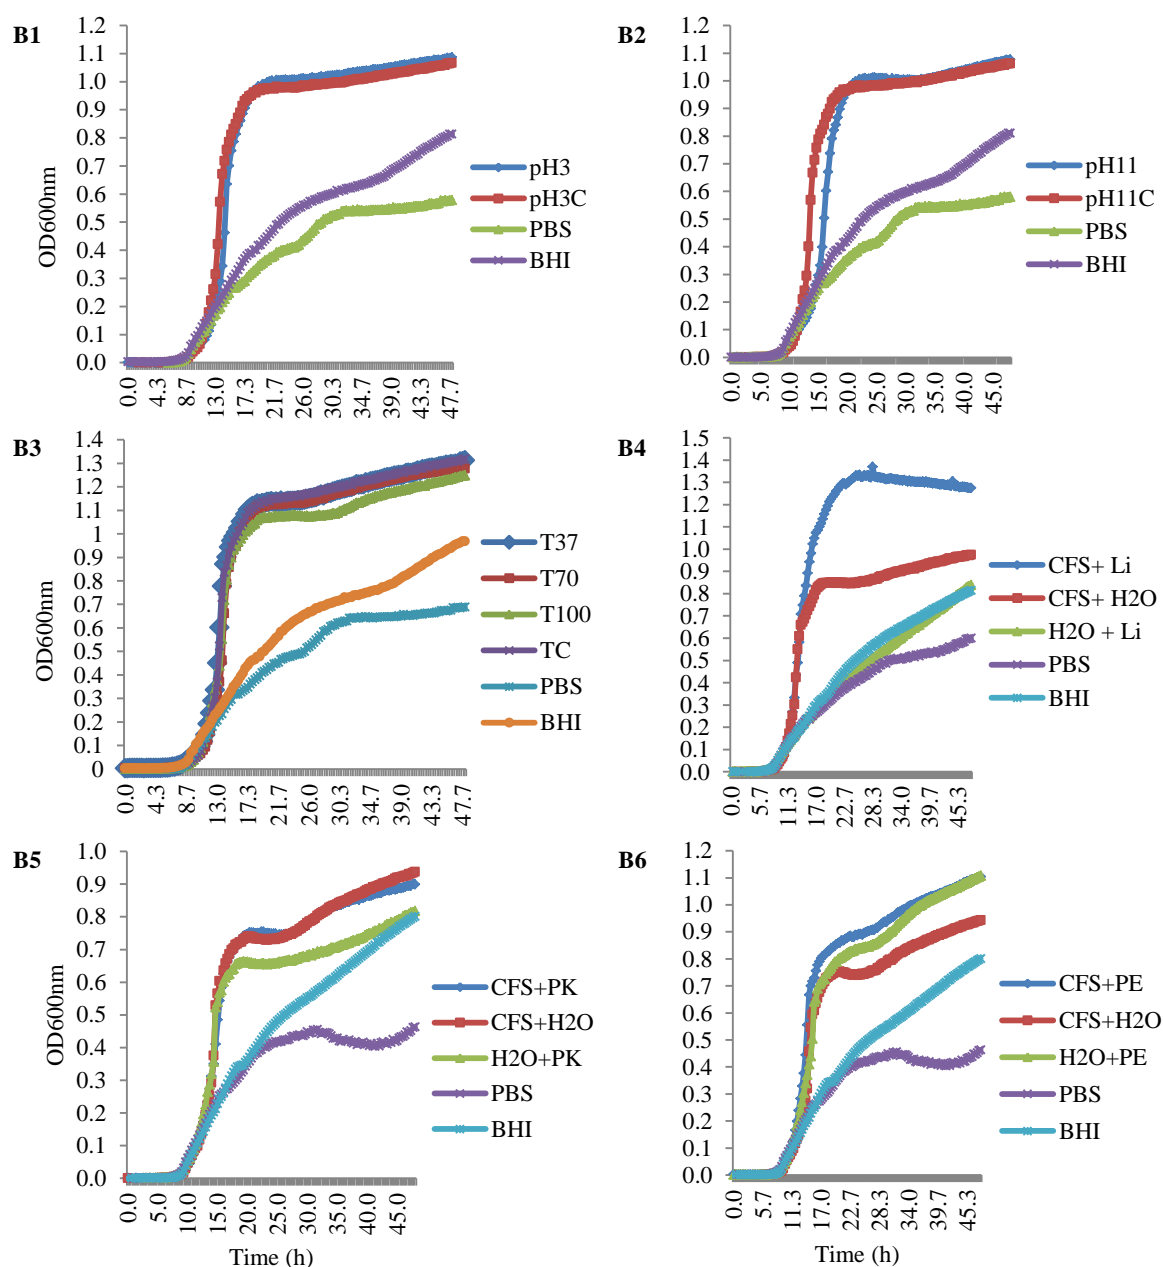 B1
1.2
1.1
1.0
0.9
0.8
0.7
0.6
0.5
0.4
0.3
0.2
0.1
0.0
OD600nm
0.0 4.3 8.7 13.0 17.3 21.7 26.0 30.3 35.0 39.0 43.3 47.7
pH3
pH3C
PBS
BHI
B2
1.2
1.1
1.0
0.9
0.8
0.7
0.6
0.5
0.4
0.3
0.2
0.1
0.0
0.0 5.0 10.0 15.0 20.0 25.0 30.0 35.0 40.0 45.0
pH11
pH11C
PBS
BHI
B3
1.4
1.3
1.2
1.1
1
0.9
0.8
0.7
0.6
0.5
0.4
0.3
0.2
0.1
0
OD600nm
0.0 4.3 8.7 13.0 17.3 21.7 26.0 30.3 34.7 39.0 43.3 47.7
T37
T70
T100
TC
PBS
BHI
B4
1.5
1.4
1.3
1.2
1.1
1.0
0.9
0.8
0.7
0.6
0.5
0.4
0.3
0.2
0.1
0.0
0.0 5.7 11.3 17.0 22.7 28.3 34.0 39.7 45.3
CFS+ Li
CFS+ H2O
H2O + Li
PBS
BHI
B5
1.0
0.9
0.8
0.7
0.6
0.5
0.4
0.3
0.2
0.1
0.0
OD600nm
0.0 5.0 10.0 15.0 20.0 25.0 30.0 35.0 40.0 45.0
Time (h)
CFS+PK
CFS+H2O
H2O+PK
PBS
BHI
B6
1.2
1.1
1.0
0.9
0.8
0.7
0.6
0.5
0.4
0.3
0.2
0.1
0.0
0.0 5.7 11.3 17.0 22.7 28.3 34.0 39.7 45.3
Time (h)
CFS+PE
CFS+H2O
H2O+PE
PBS
BHI